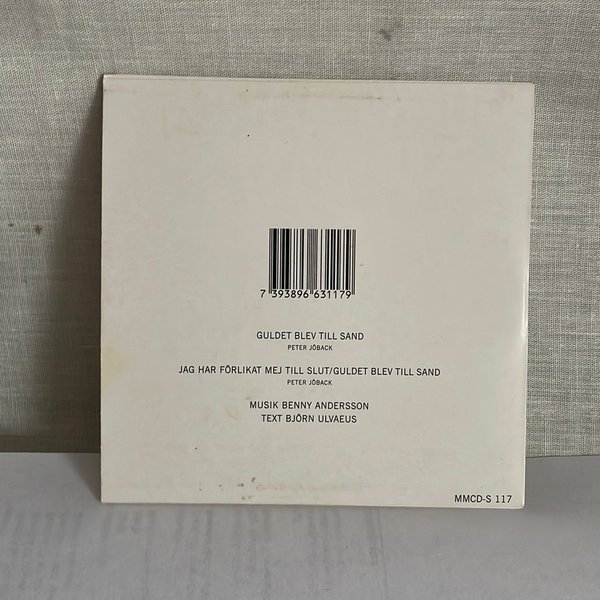 7 393896 631179
GULDET BLEV TILL SAND
PETER JÖBACK
JAG HAR FÖRLIKAT MEJ TILL SLUT/GULDET BLEV TILL SAND
PETER JÖBACK
MUSIK BENNY ANDERSSON
TEXT BJÖRN ULVAEUS
MMCD-S 117